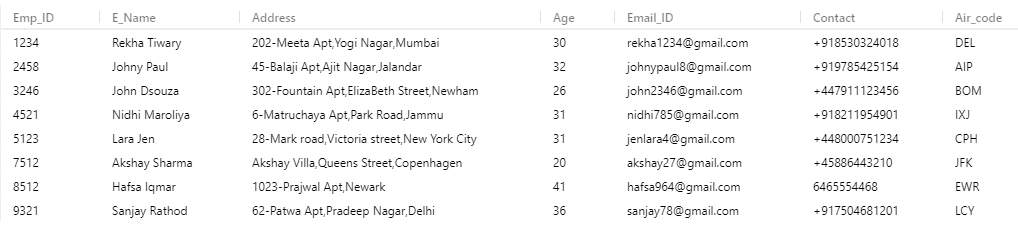 Emp_ID E_Name Address Age Email_ID Contact Air_code
1234 Rekha Tiwary 202-Meeta Apt,Yogi Nagar,Mumbai 30 rekha1234@gmail.com +918530324018 DEL
2458 Johny Paul 45-Balaji Apt,Ajit Nagar,Jalandar 32 johnypaul8@gmail.com +919785425154 AIP
3246 John Dsouza 302-Fountain Apt,ElizaBeth Street,Newham 26 john2346@gmail.com +447911123456 BOM
4521 Nidhi Maroliya 6-Matruchaya Apt,Park Road,Jammu 31 nidhi785@gmail.com +918211954901 IXJ
5123 Lara Jen 28-Mark road,Victoria street,New York City 31 jenlara4@gmail.com +448000751234 CPH
7512 Akshay Sharma Akshay Villa,Queens Street,Copenhagen 20 akshay27@gmail.com +45886443210 JFK
8512 Hafsa Iqmar 1023-Prajwal Apt,Newark 41 hafsa964@gmail.com 6465554468 EWR
9321 Sanjay Rathod 62-Patwa Apt,Pradeep Nagar,Delhi 36 sanjay78@gmail.com +917504681201 LCY